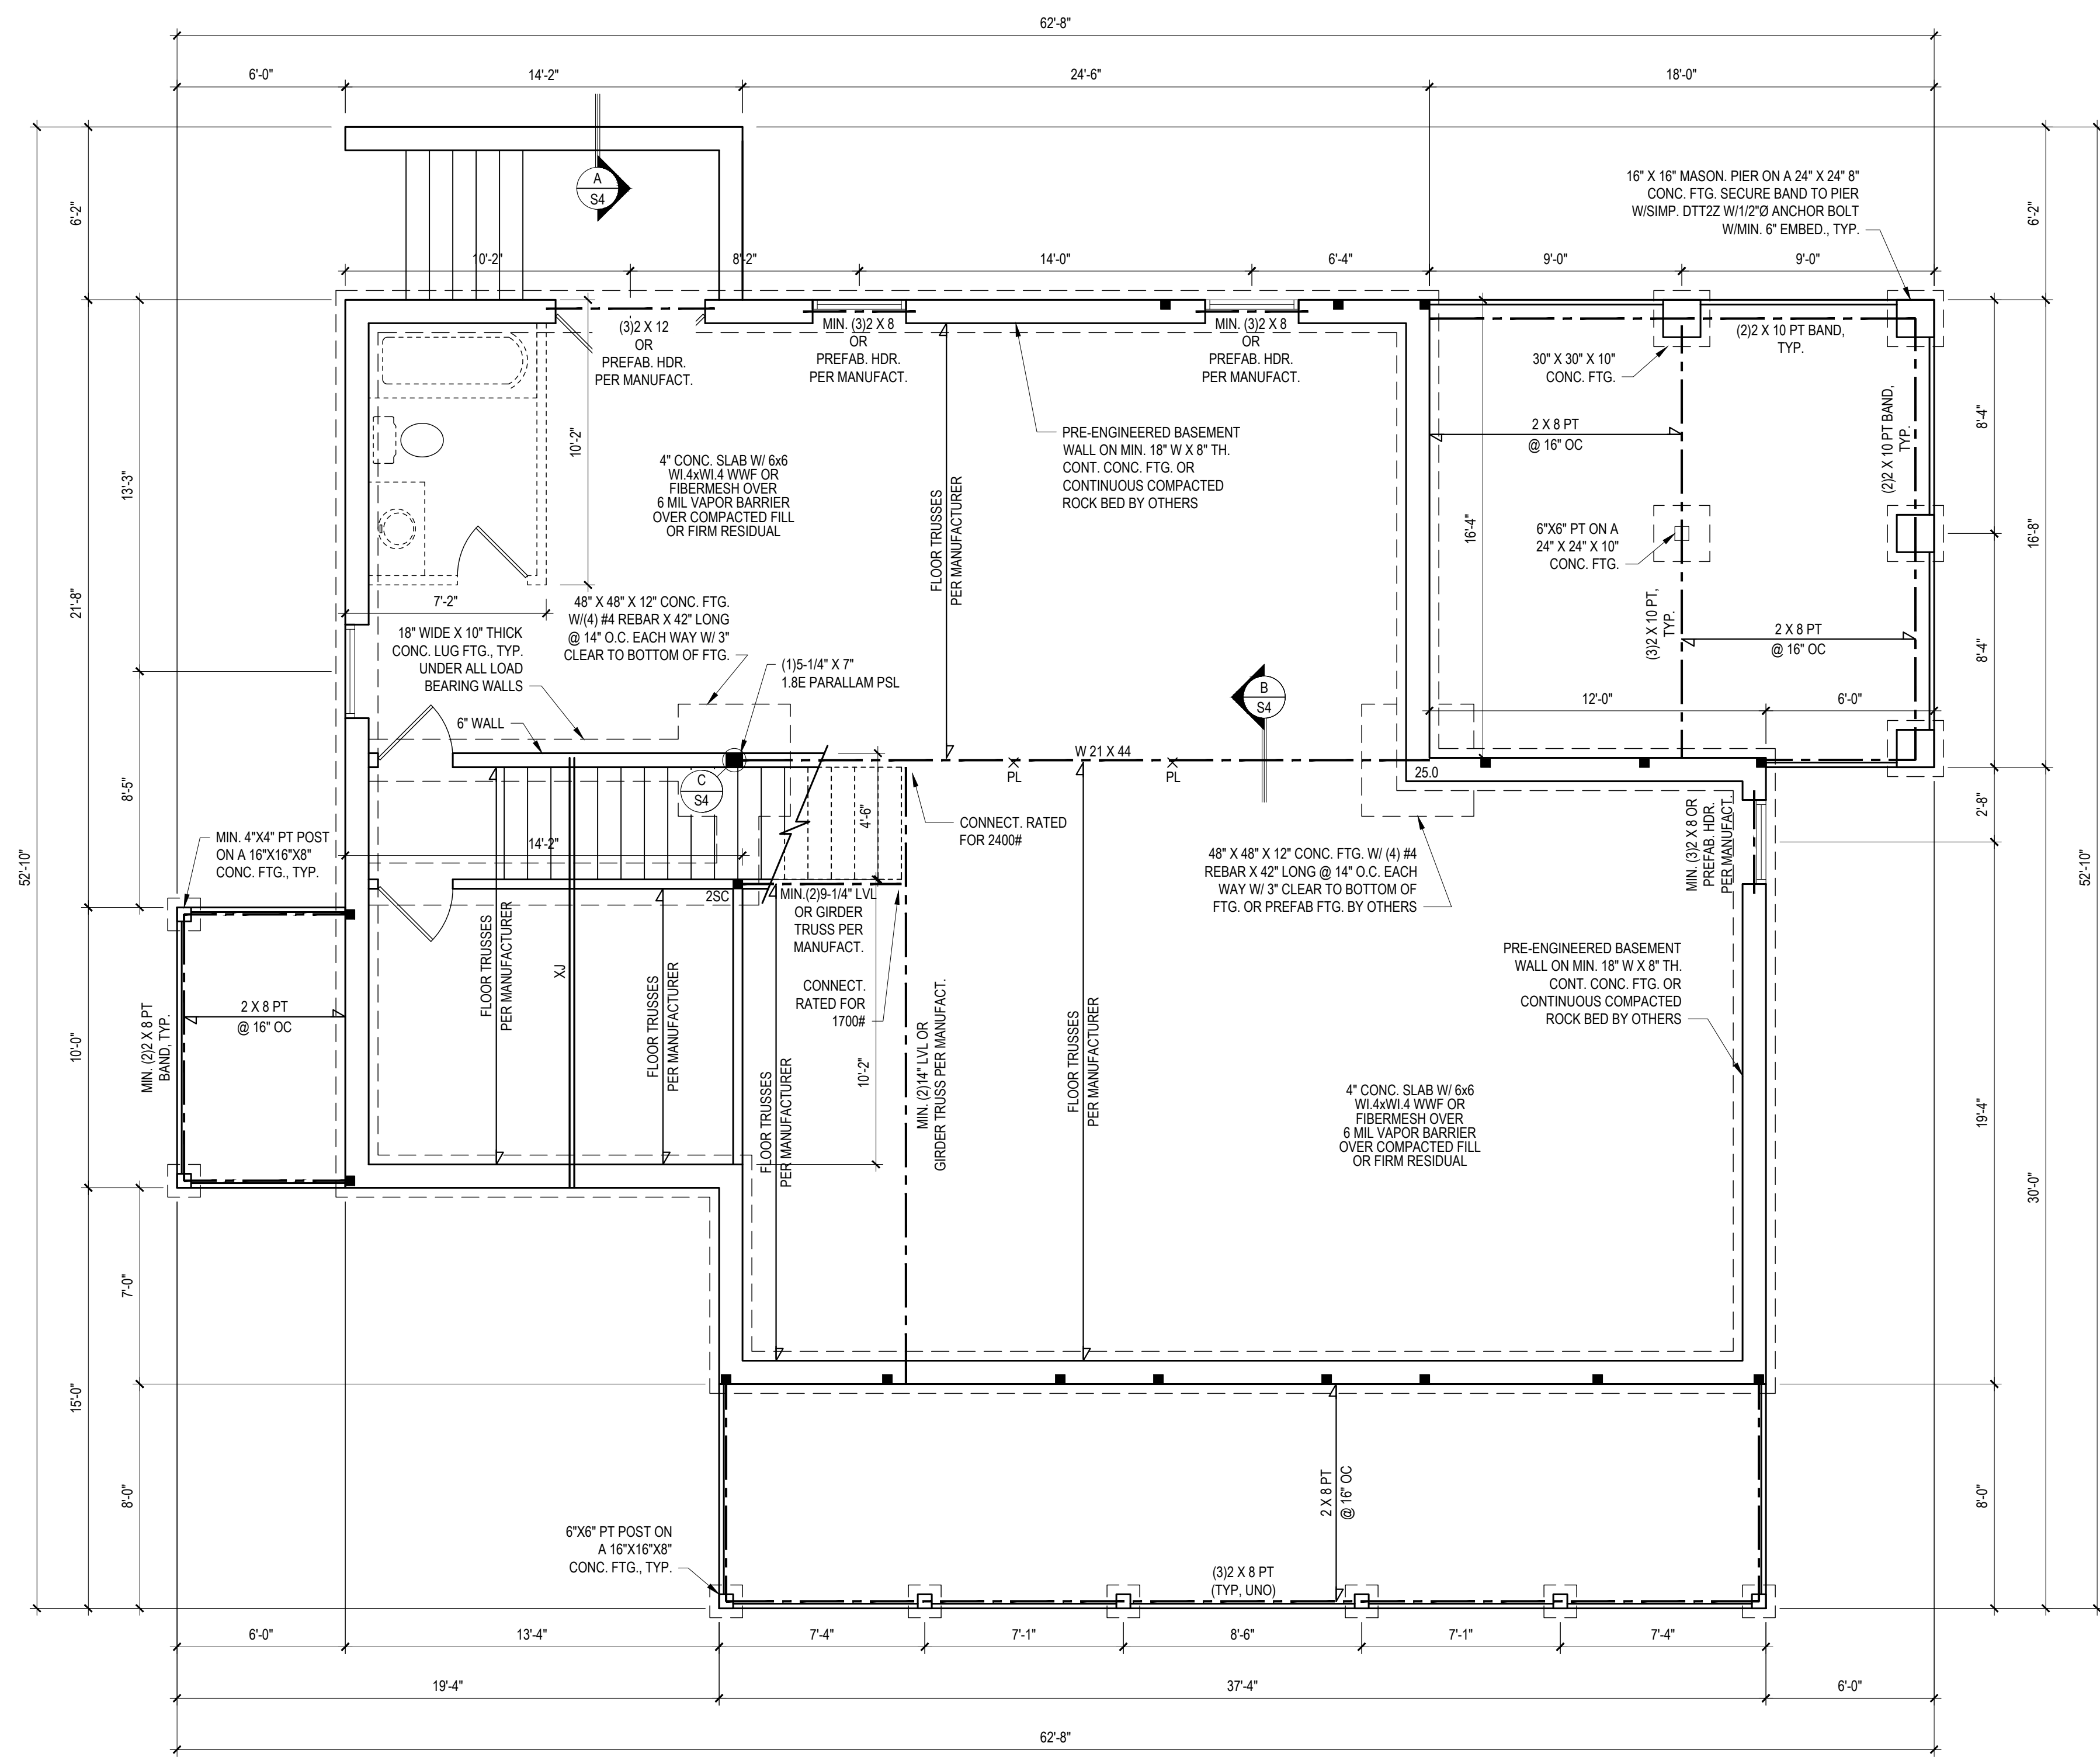 62'-8"
6'-0"
14'-2"
24'-6"
18'-0"
6'-2"
A
S4
16" X 16" MASON. PIER ON A 24" X 24" 8"
CONC. FTG. SECURE BAND TO PIER
W/SIMP. DTT2Z W/1/2"Ø ANCHOR BOLT
W/MIN. 6" EMBED., TYP.
6'-2"
10'-2"
8'-2"
14'-0"
6'-4"
9'-0"
9'-0"
(3)2 X 12
OR
PREFAB. HDR.
PER MANUFACT.
MIN. (3)2 X 8
OR
PREFAB. HDR.
PER MANUFACT.
MIN. (3)2 X 8
OR
PREFAB. HDR.
PER MANUFACT.
(2)2 X 10 PT BAND,
TYP.
30" X 30" X 10"
CONC. FTG.
2 X 8 PT
@ 16" OC
(2)2 X 10 PT BAND,
TYP.
8'-4"
16'-8"
13'-3"
21'-8"
10'-2"
4" CONC. SLAB W/ 6x6
WI.4xWI.4 WWF OR
FIBERMESH OVER
6 MIL VAPOR BARRIER
OVER COMPACTED FILL
OR FIRM RESIDUAL
FLOOR TRUSSES
PER MANUFACTURER
PRE-ENGINEERED BASEMENT
WALL ON MIN. 18" W X 8" TH.
CONT. CONC. FTG. OR
CONTINUOUS COMPACTED
ROCK BED BY OTHERS
16'-4"
6"X6" PT ON A
24" X 24" X 10"
CONC. FTG.
(3)2 X 10 PT,
TYP.
2 X 8 PT
@ 16" OC
8'-4"
7'-2"
48" X 48" X 12" CONC. FTG.
W/(4) #4 REBAR X 42" LONG
@ 14" O.C. EACH WAY W/ 3"
CLEAR TO BOTTOM OF FTG.
18" WIDE X 10" THICK
CONC. LUG FTG., TYP.
UNDER ALL LOAD
BEARING WALLS
(1)5-1/4" X 7"
1.8E PARALLAM PSL
6" WALL
B
S4
12'-0"
6'-0"
W 21 X 44
PL
PL
25.0
C
S4
8'-5"
4'-6"
14'-2"
CONNECT. RATED
FOR 2400#
MIN. (3)2 X 8 OR
PREFAB. HDR.
PER MANUFACT.
2'-8"
52'-10"
52'-10"
MIN. 4"X4" PT POST
ON A 16"X16"X8"
CONC. FTG., TYP.
48" X 48" X 12" CONC. FTG. W/ (4) #4
REBAR X 42" LONG @ 14" O.C. EACH
WAY W/ 3" CLEAR TO BOTTOM OF
FTG. OR PREFAB FTG. BY OTHERS
2SC
MIN.(2)9-1/4" LVL
OR GIRDER
TRUSS PER
MANUFACT.
CONNECT.
RATED FOR
1700#
FLOOR TRUSSES
PER MANUFACTURER
XJ
FLOOR TRUSSES
PER MANUFACTURER
FLOOR TRUSSES
PER MANUFACTURER
10'-2"
MIN. (2)14" LVL OR
GIRDER TRUSS PER MANUFACT.
FLOOR TRUSSES
PER MANUFACTURER
PRE-ENGINEERED BASEMENT
WALL ON MIN. 18" W X 8" TH.
CONT. CONC. FTG. OR
CONTINUOUS COMPACTED
ROCK BED BY OTHERS
10'-0"
MIN. (2)2 X 8 PT
BAND, TYP.
2 X 8 PT
@ 16" OC
4" CONC. SLAB W/ 6x6
WI.4xWI.4 WWF OR
FIBERMESH OVER
6 MIL VAPOR BARRIER
OVER COMPACTED FILL
OR FIRM RESIDUAL
19'-4"
30'-0"
7'-0"
15'-0"
8'-0"
2 X 8 PT
@ 16" OC
8'-0"
6"X6" PT POST ON
A 16"X16"X8"
CONC. FTG., TYP.
(3)2 X 8 PT
(TYP, UNO)
6'-0"
13'-4"
7'-4"
7'-1"
8'-6"
7'-1"
7'-4"
19'-4"
37'-4"
6'-0"
62'-8"